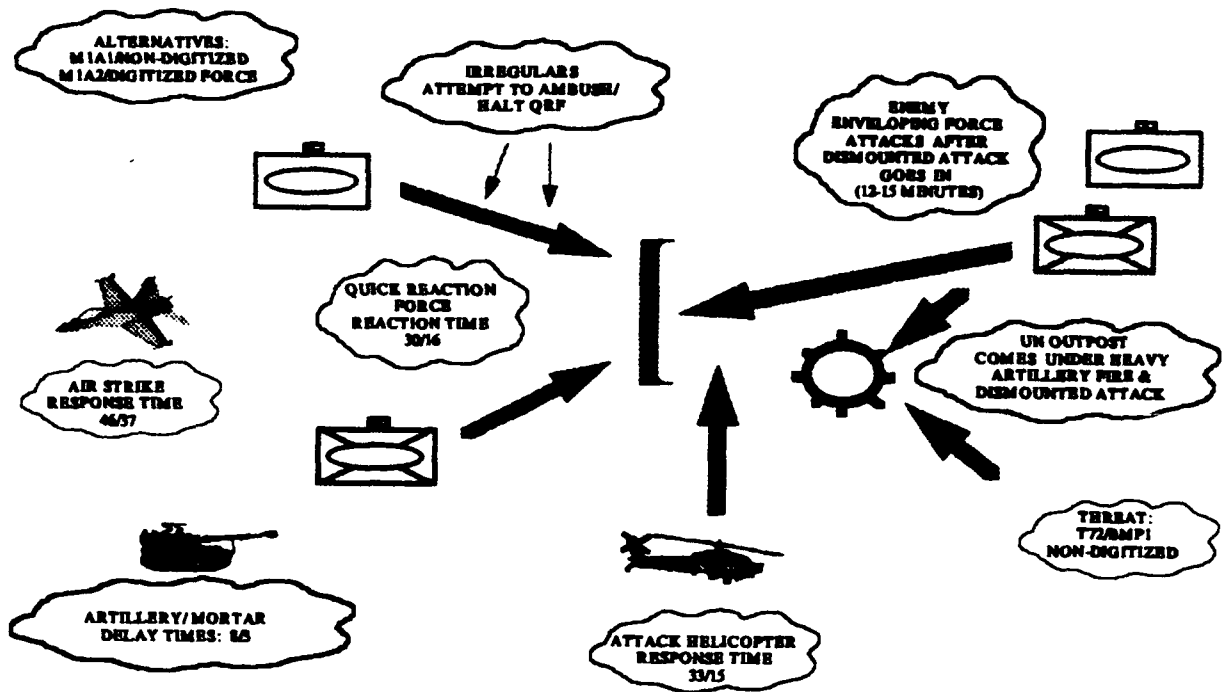 ALTERNATIVES:
M1A1/NON-DIGITIZED
M1A2/DIGITIZED FORCE
IRREGULARS
ATTEMPT TO AMBUSH/
HALT QRF
ENEMY
ENVELOPING FORCE
ATTACKS AFTER
DISMOUNTED ATTACK
GOES IN
(12-15 MINUTES)
QUICK REACTION
FORCE
REACTION TIME
30/16
AIR STRIKE
RESPONSE TIME
46/37
UN OUTPOST
COMES UNDER HEAVY
ARTILLERY FIRE &
DISMOUNTED ATTACK
THREAT:
T72/BMP1
NON-DIGITIZED
ARTILLERY/MORTAR
DELAY TIMES: 8/5
ATTACK HELICOPTER
RESPONSE TIME
33/15